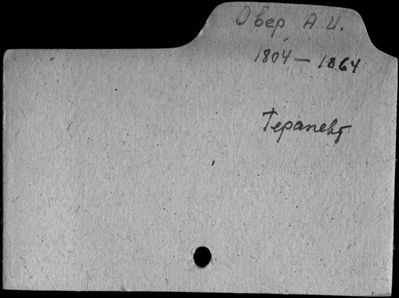 Овер, А.И.
1804 - 1864
Терапевт